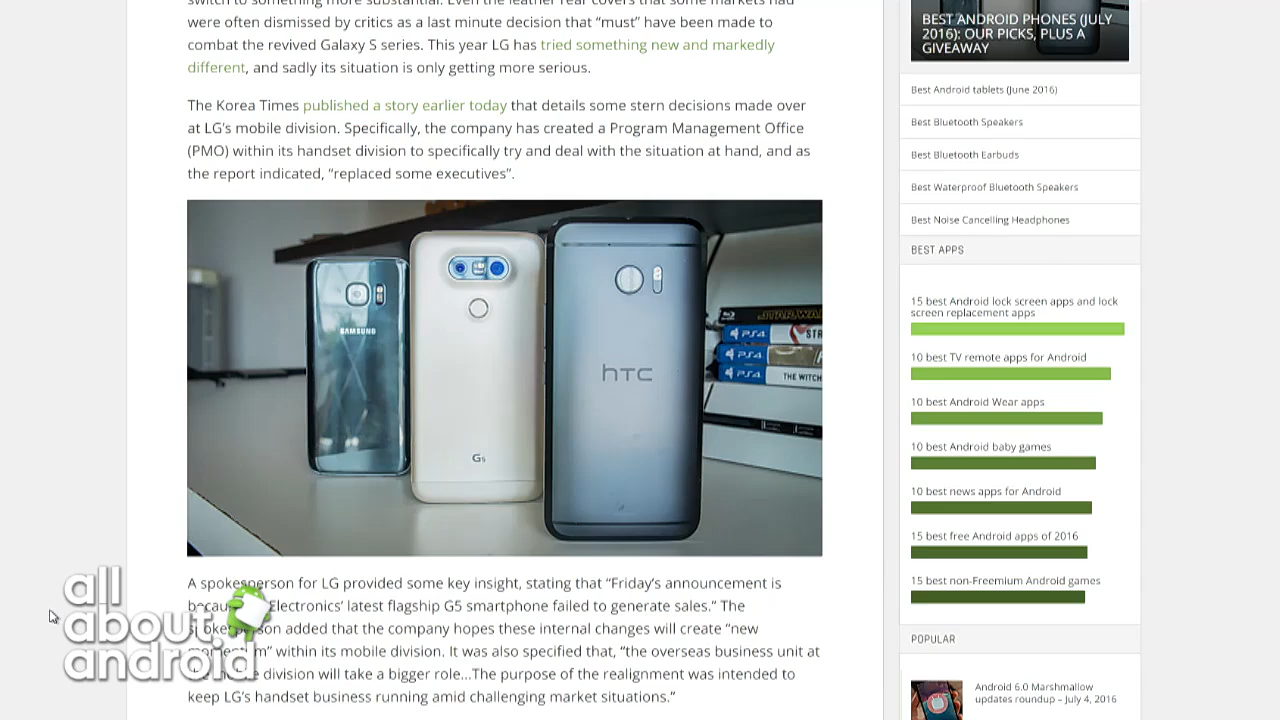 switch to something more substantial. Even the leather rear covers that some markets had
were often dismissed by critics as a last minute decision that “must” have been made to
combat the revived Galaxy S series. This year LG has tried something new and markedly
different, and sadly its situation is only getting more serious.
The Korea Times published a story earlier today that details some stern decisions made over
at LG’s mobile division. Specifically, the company has created a Program Management Office
(PMO) within its handset division to specifically try and deal with the situation at hand, and as
the report indicated, “replaced some executives”.
SAMSUNG
G5
hTC
STAR WARS
PS4
STR
PS4
PS4
THE WITCH
A spokesperson for LG provided some key insight, stating that “Friday’s announcement is
Electronics’ latest flagship G5 smartphone failed to generate sales.” The
spokesperson added that the company hopes these internal changes will create “new
momentum” within its mobile division. It was also specified that, “the overseas business unit at
the mobile division will take a bigger role...The purpose of the realignment was intended to
keep LG’s handset business running amid challenging market situations.”
all
about
android
BEST ANDROID PHONES (JULY
2016): OUR PICKS, PLUS A
GIVEAWAY
Best Android tablets (June 2016)
Best Bluetooth Speakers
Best Bluetooth Earbuds
Best Waterproof Bluetooth Speakers
Best Noise Cancelling Headphones
BEST APPS
15 best Android lock screen apps and lock
screen replacement apps
10 best TV remote apps for Android
10 best Android Wear apps
10 best Android baby games
10 best news apps for Android
15 best free Android apps of 2016
15 best non-Freemium Android games
POPULAR
Android 6.0 Marshmallow
updates roundup – July 4, 2016